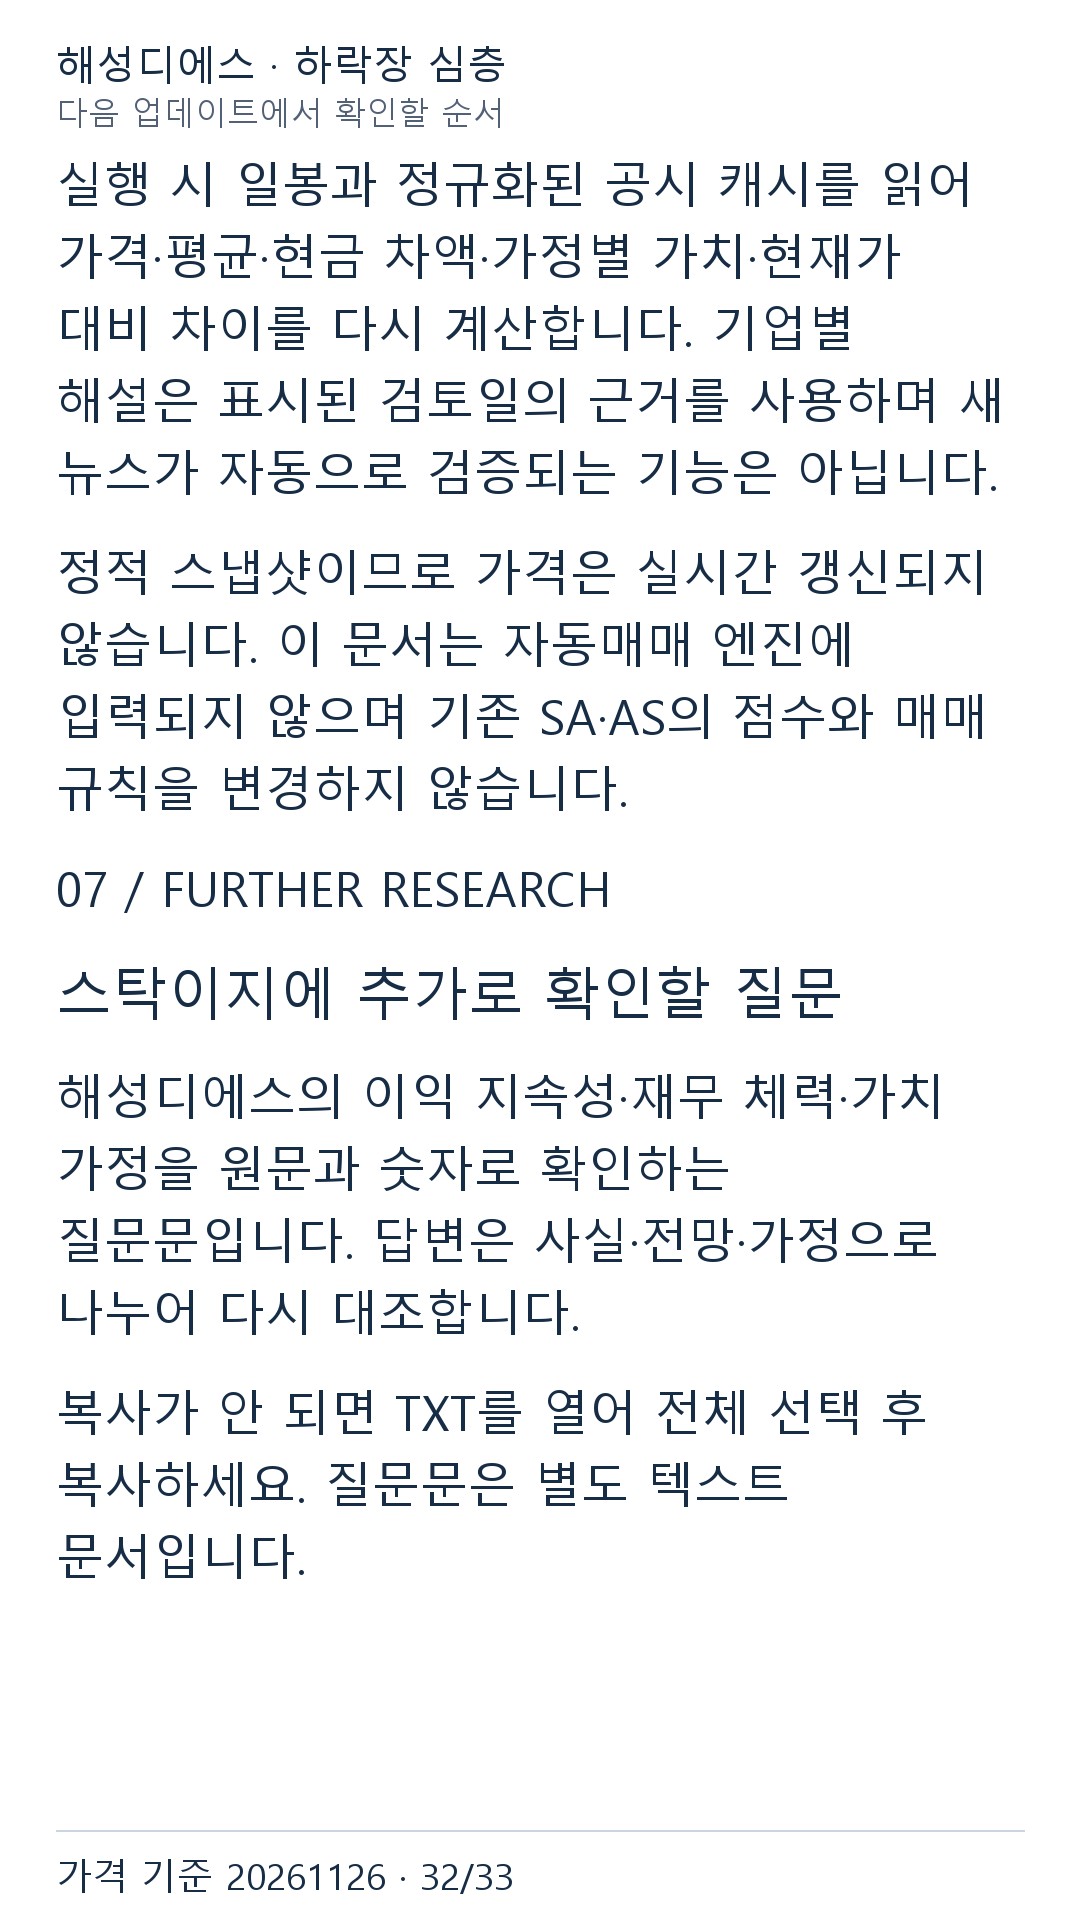 해성디에스 · 하락장 심층
다음 업데이트에서 확인할 순서
실행 시 일봉과 정규화된 공시 캐시를 읽어
가격·평균·현금 차액·가정별 가치·현재가
대비 차이를 다시 계산합니다. 기업별
해설은 표시된 검토일의 근거를 사용하며 새
뉴스가 자동으로 검증되는 기능은 아닙니다.
정적 스냅샷이므로 가격은 실시간 갱신되지
않습니다. 이 문서는 자동매매 엔진에
입력되지 않으며 기존 SA·AS의 점수와 매매
규칙을 변경하지 않습니다.
07 / FURTHER RESEARCH
스탁이지에 추가로 확인할 질문
해성디에스의 이익 지속성·재무 체력·가치
가정을 원문과 숫자로 확인하는
질문문입니다. 답변은 사실·전망·가정으로
나누어 다시 대조합니다.
복사가 안 되면 TXT를 열어 전체 선택 후
복사하세요. 질문문은 별도 텍스트
문서입니다.
가격 기준 20261126 · 32/33